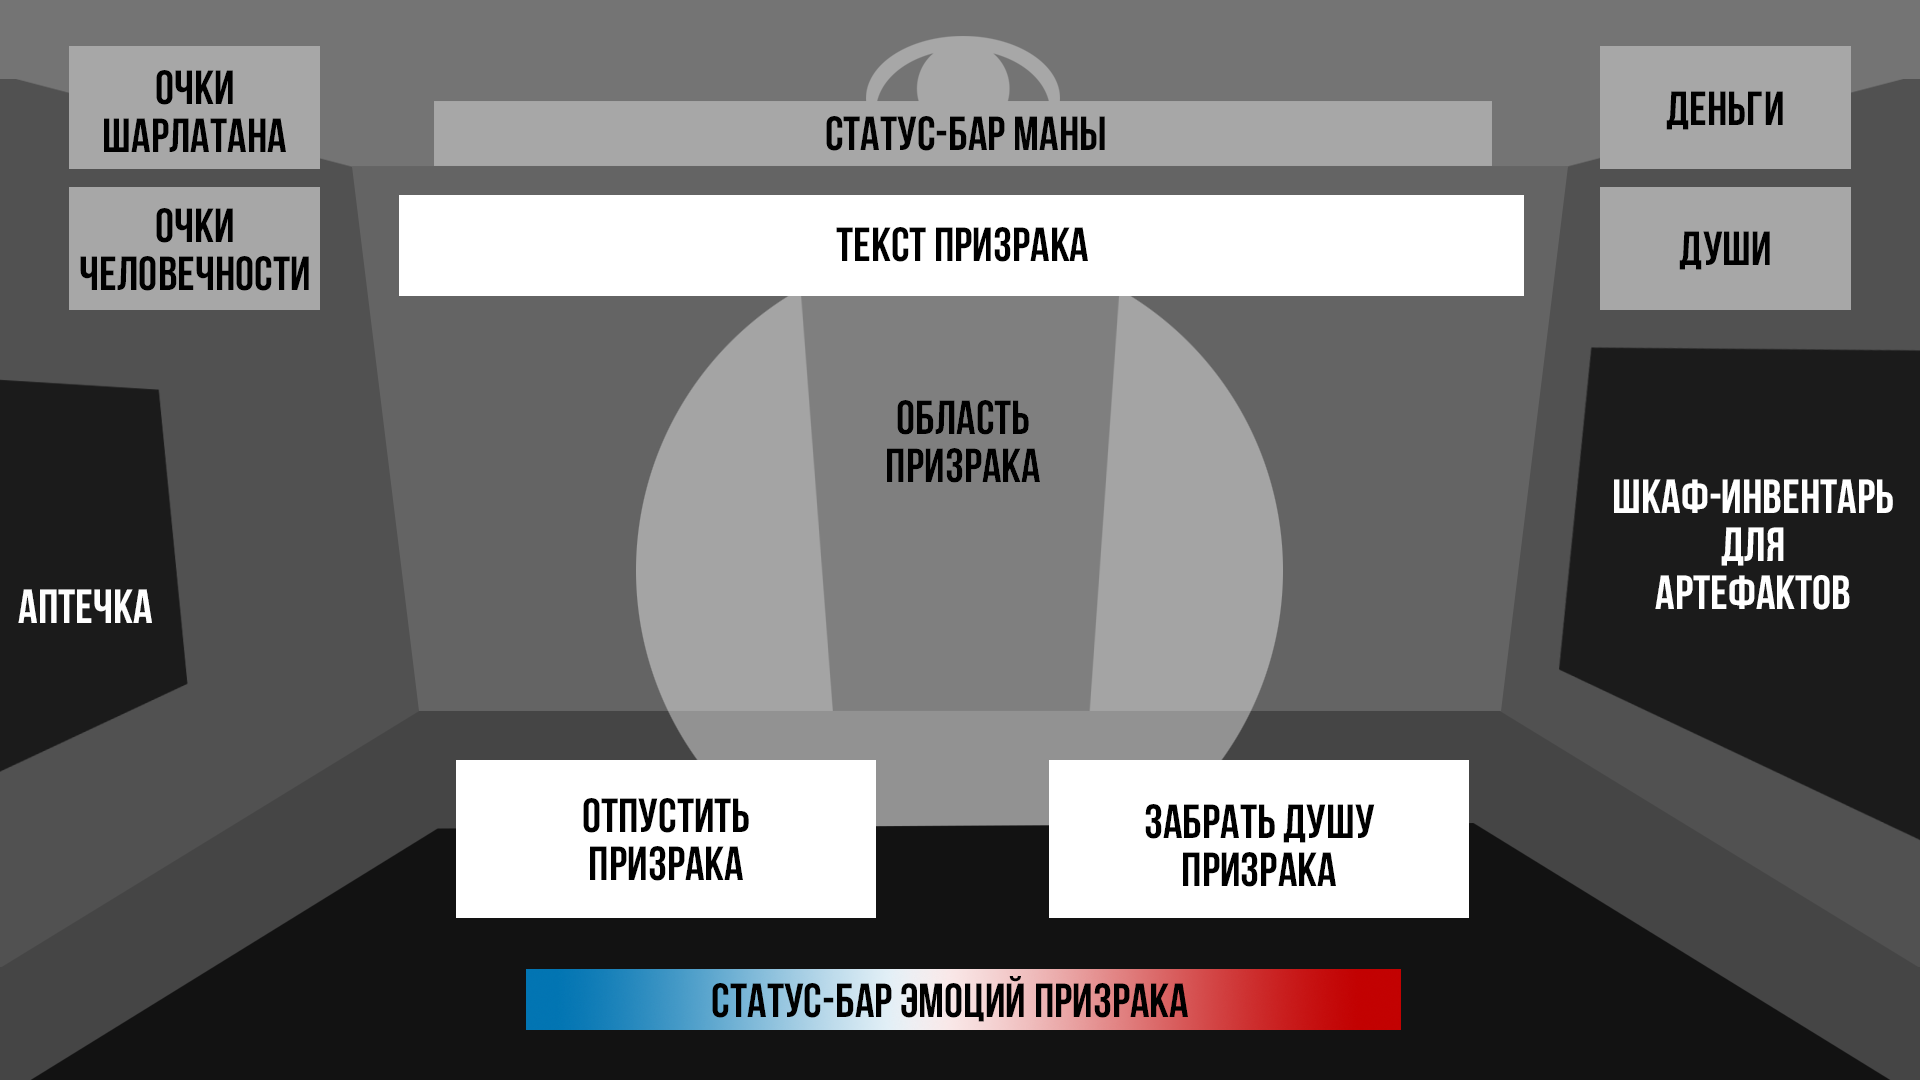 ОЧКИ
ШАРЛАТАНА
СТАТУС-БАР МАНЫ
ДЕНЬГИ
ОЧКИ
ЧЕЛОВЕЧНОСТИ
ТЕКСТ ПРИЗРАКА
ДУШИ
ОБЛАСТЬ
ПРИЗРАКА
АПТЕЧКА
ШКАФ-ИНВЕНТАРЬ
ДЛЯ
АРТЕФАКТОВ
ОТПУСТИТЬ
ПРИЗРАКА
ЗАБРАТЬ ДУШУ
ПРИЗРАКА
СТАТУС-БАР ЭМОЦИЙ ПРИЗРАКА